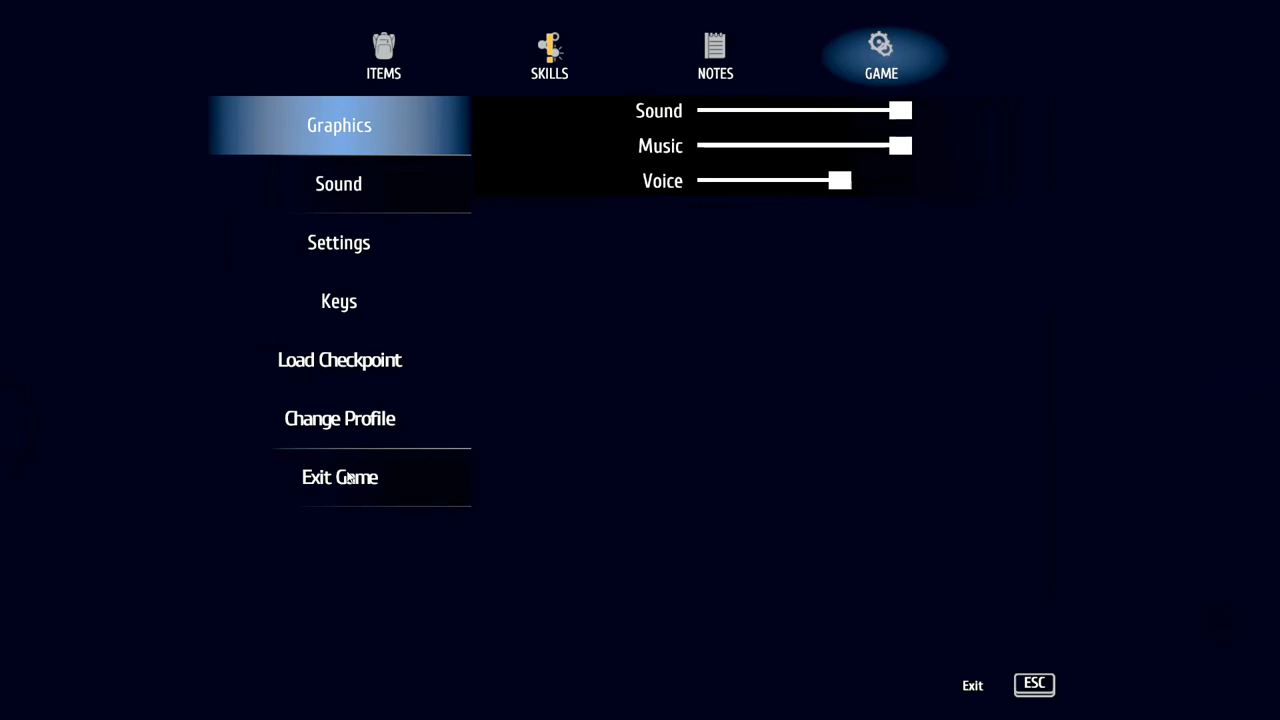 ITEMS
SKILLS
NOTES
GAME
Graphics
Sound
Settings
Keys
Load Checkpoint
Change Profile
Exit Game
Sound
Music
Voice
Exit
ESC